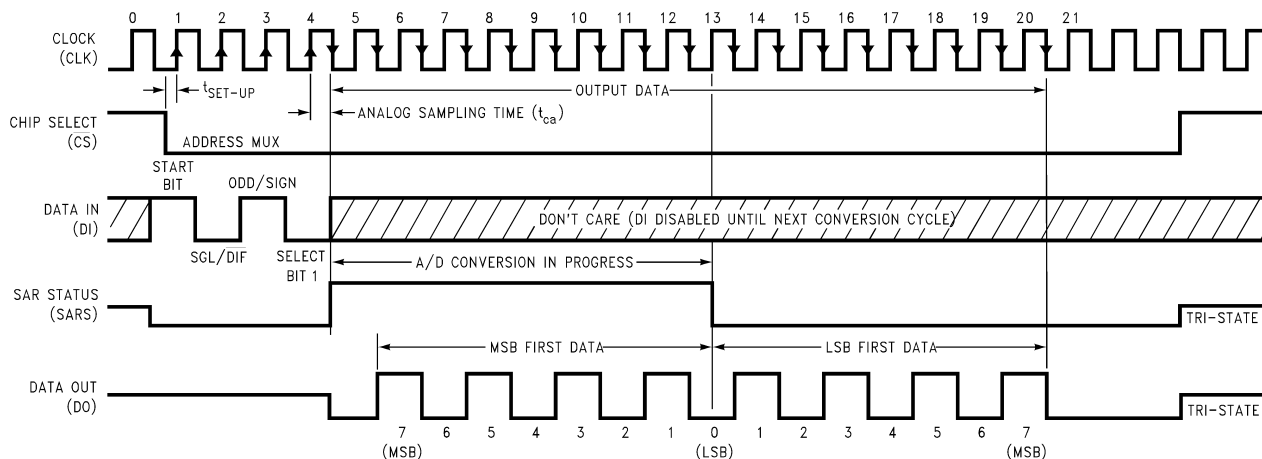 0 1 2 3 4 5 6 7 8 9 10 11 12 13 14 15 16 17 18 19 20 21
CLOCK
(CLK)
tSET-UP
OUTPUT DATA
ANALOG SAMPLING TIME (tca)
CHIP SELECT
(CS)
ADDRESS MUX
START
BIT
ODD/SIGN
DATA IN
(DI)
DON'T CARE (DI DISABLED UNTIL NEXT CONVERSION CYCLE)
SGL/DIF
SELECT
BIT 1
A/D CONVERSION IN PROGRESS
SAR STATUS
(SARS)
TRI-STATE
MSB FIRST DATA
LSB FIRST DATA
DATA OUT
(DO)
TRI-STATE
7 6 5 4 3 2 1 0 1 2 3 4 5 6 7
(MSB) (LSB) (MSB)